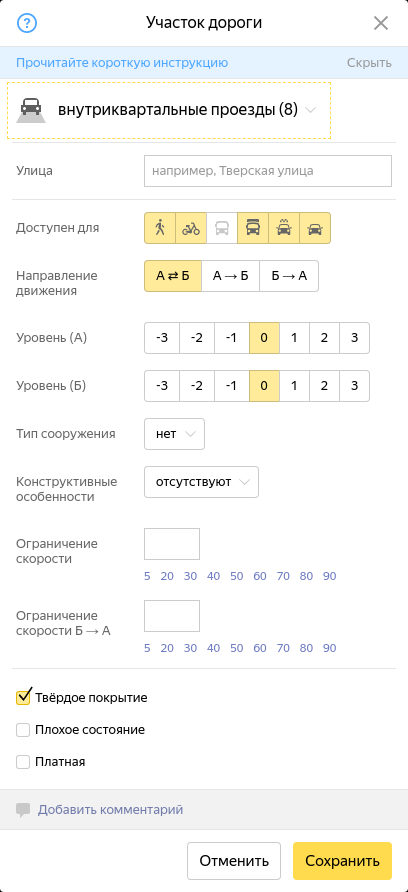 ?
Участок дороги
Прочитайте короткую инструкцию Скрыть
внутриквартальные проезды (8)
Улица например, Тверская улица
Доступен для
Направление
движения
А ⇄ Б А → Б Б → А
Уровень (А) -3 -2 -1 0 1 2 3
Уровень (Б) -3 -2 -1 0 1 2 3
Тип сооружения нет
Конструктивные
особенности
отсутствуют
Ограничение
скорости
5 20 30 40 50 60 70 80 90
Ограничение
скорости Б → А
5 20 30 40 50 60 70 80 90
Твёрдое покрытие
Плохое состояние
Платная
Добавить комментарий
Отменить Сохранить